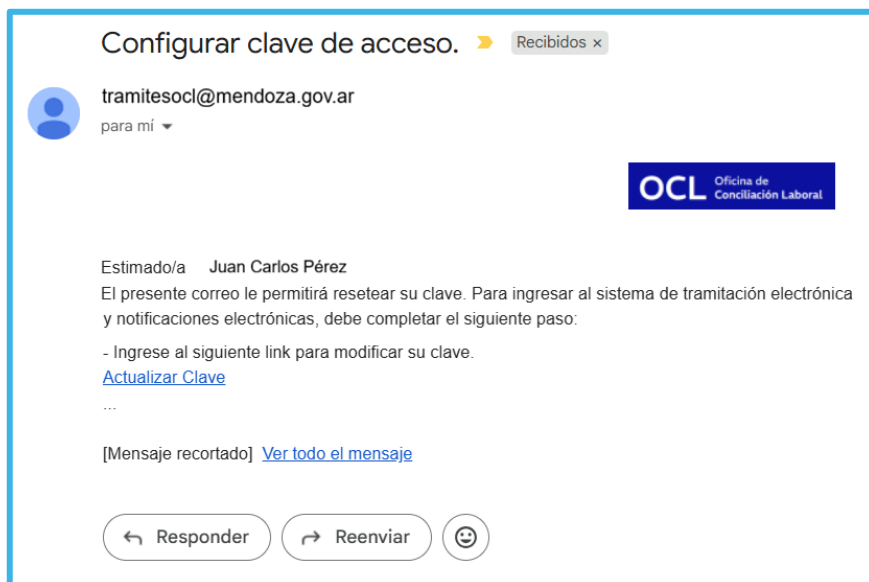 Configurar clave de acceso.
Recibidos ×
tramitesocl@mendoza.gov.ar
para mí
OCL Oficina de
Conciliación Laboral
Estimado/a Juan Carlos Pérez
El presente correo le permitirá resetear su clave. Para ingresar al sistema de tramitación electrónica
y notificaciones electrónicas, debe completar el siguiente paso:
- Ingrese al siguiente link para modificar su clave.
Actualizar Clave
...
[Mensaje recortado] Ver todo el mensaje
Responder
Reenviar